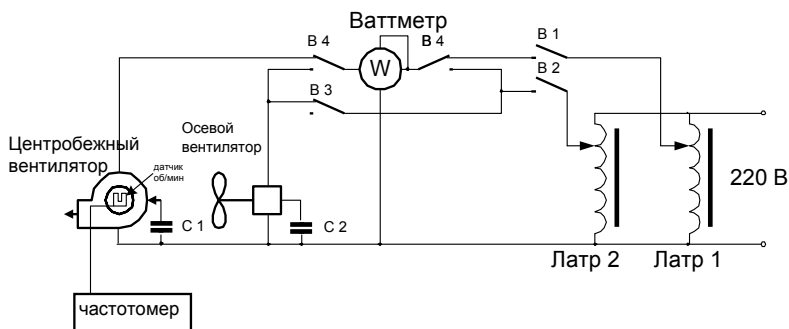 Ваттметр
В 4
W
В 4
В 1
В 2
В 3
Центробежный
вентилятор
датчик
об/мин
Осевой
вентилятор
С 1
С 2
220 В
Латр 2
Латр 1
частотомер